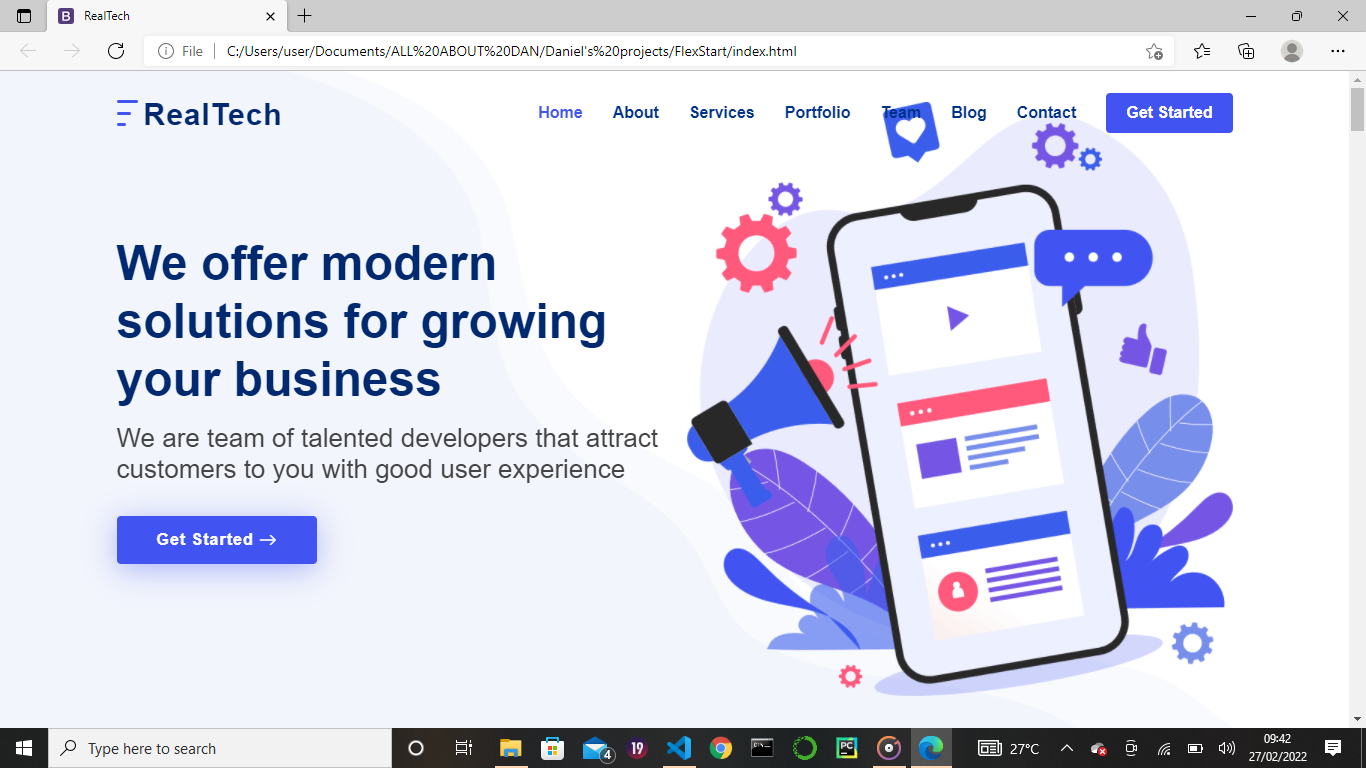 RealTech
File
C:/Users/user/Documents/ALL%20ABOUT%20DAN/Daniel's%20projects/FlexStart/index.html
RealTech
Home About Services Portfolio Team Blog Contact Get Started
We offer modern
solutions for growing
your business
We are team of talented developers that attract
customers to you with good user experience
Get Started →
Type here to search
4
19
PC
27°C
09:42
27/02/2022